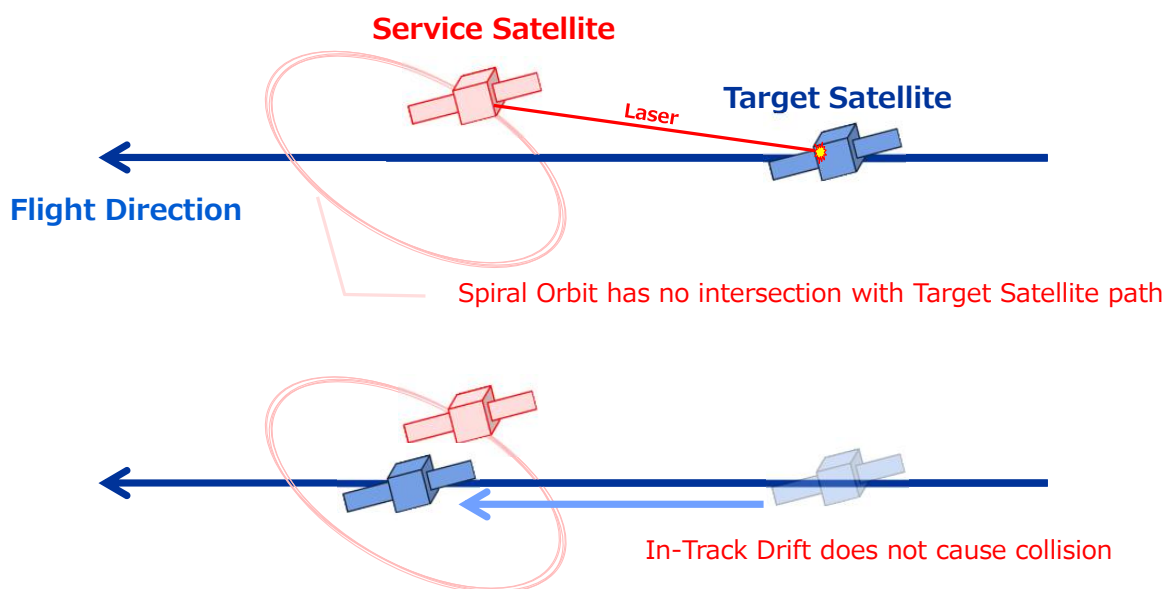 Service Satellite
Target Satellite
Laser
Flight Direction
Spiral Orbit has no intersection with Target Satellite path
In-Track Drift does not cause collision